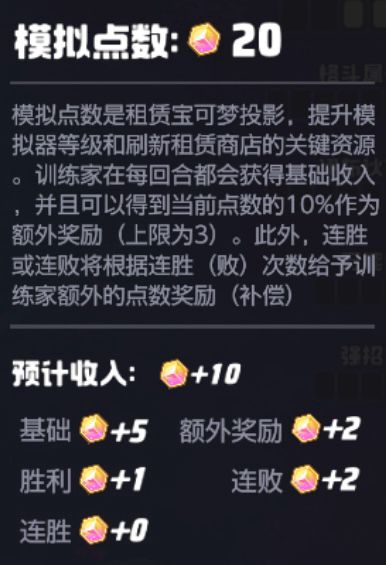 模拟点数: 20
模拟点数是租赁宝可梦投影，提升模
拟器等级和刷新租赁商店的关键资源
。训练家在每回合都会获得基础收入
，并且可以得到当前点数的10%作为
额外奖励（上限为3）。此外，连胜
或连败将根据连胜（败）次数给予训
练家额外的点数奖励（补偿）
预计收入: +10
基础 +5 额外奖励 +2
胜利 +1 连败 +2
连胜 +0